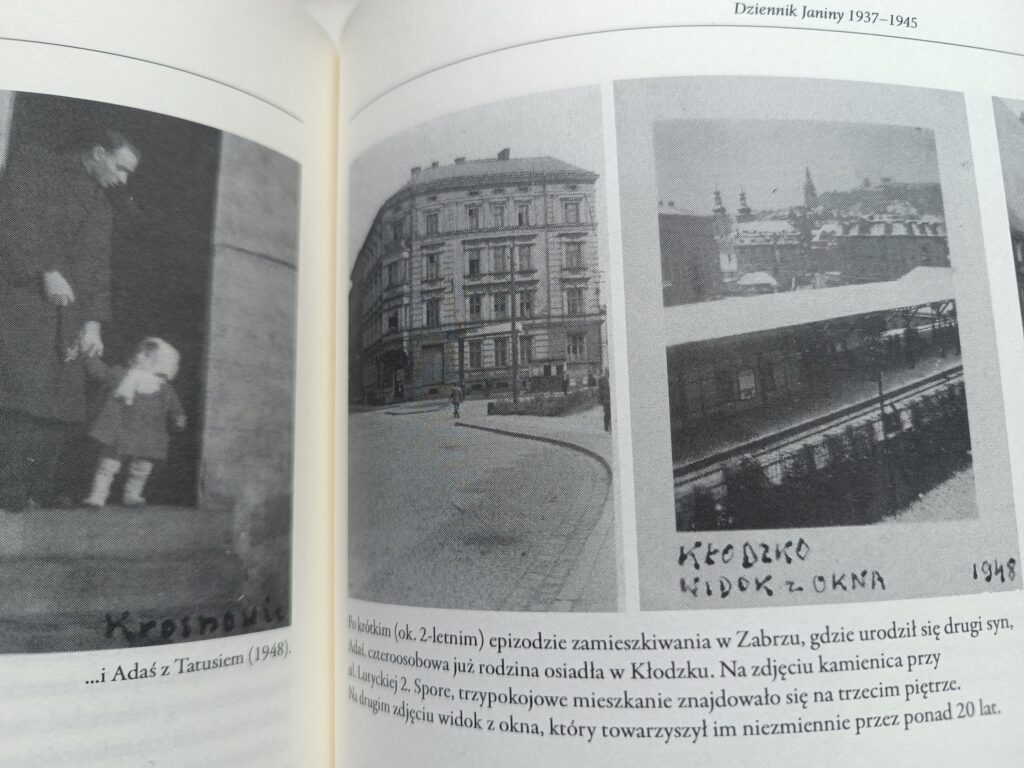 Krosnowic
...i Adaś z Tatusiem (1948).
Dziennik Janiny 1937–1945
KŁODZKO
WIDOK z OKNA
1948
Po krótkim (ok. 2-letnim) epizodzie zamieszkiwania w Zabrzu, gdzie urodził się drugi syn,
Adaś, czteroosobowa już rodzina osiadła w Kłodzku. Na zdjęciu kamienica przy
ul. Łużyckiej 2. Spore, trzypokojowe mieszkanie znajdowało się na trzecim piętrze.
Na drugim zdjęciu widok z okna, który towarzyszył im niezmiennie przez ponad 20 lat.